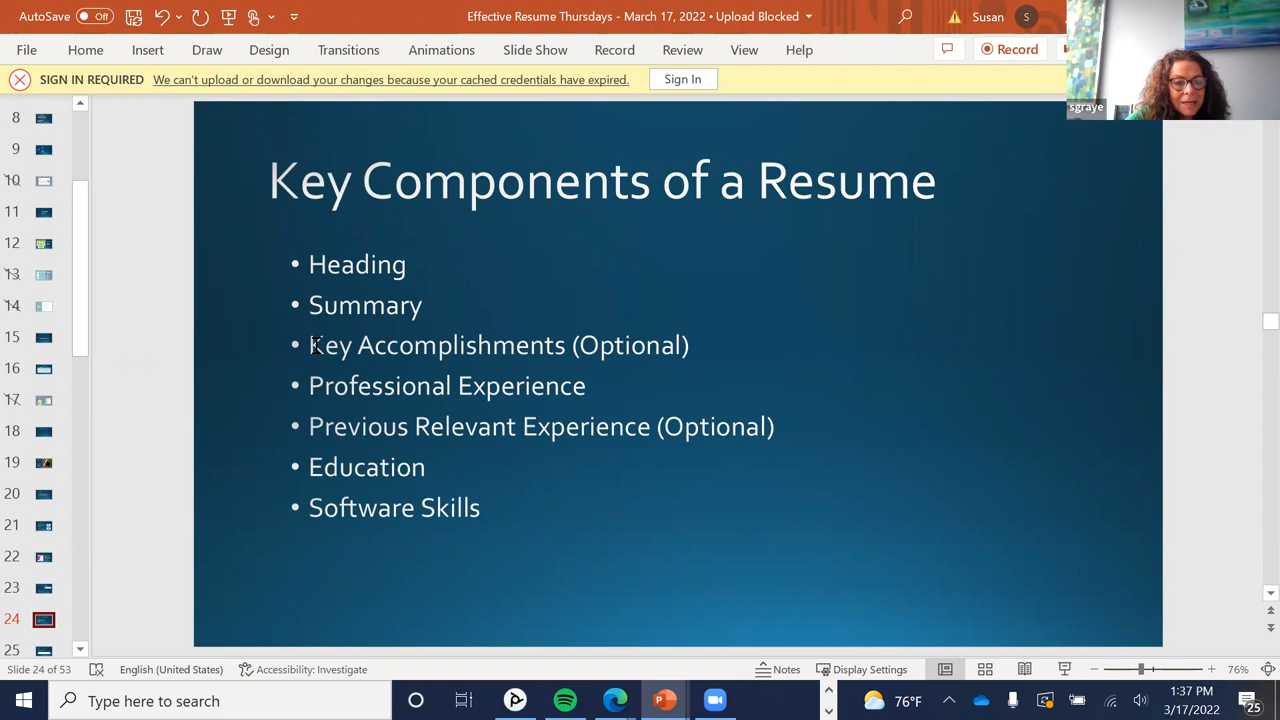 AutoSave Off
Effective Resume Thursdays - March 17, 2022 • Upload Blocked
Susan
S
File Home Insert Draw Design Transitions Animations Slide Show Record Review View Help
Record
SIGN IN REQUIRED We can't upload or download your changes because your cached credentials have expired. Sign In
sgraye
8
9
10
11
12
13
14
15
16
17
18
19
20
21
22
23
24
25
Key Components of a Resume
• Heading
• Summary
• Key Accomplishments (Optional)
• Professional Experience
• Previous Relevant Experience (Optional)
• Education
• Software Skills
Slide 24 of 53 English (United States) Accessibility: Investigate Notes Display Settings 76%
Type here to search
76°F
1:37 PM
3/17/2022
25